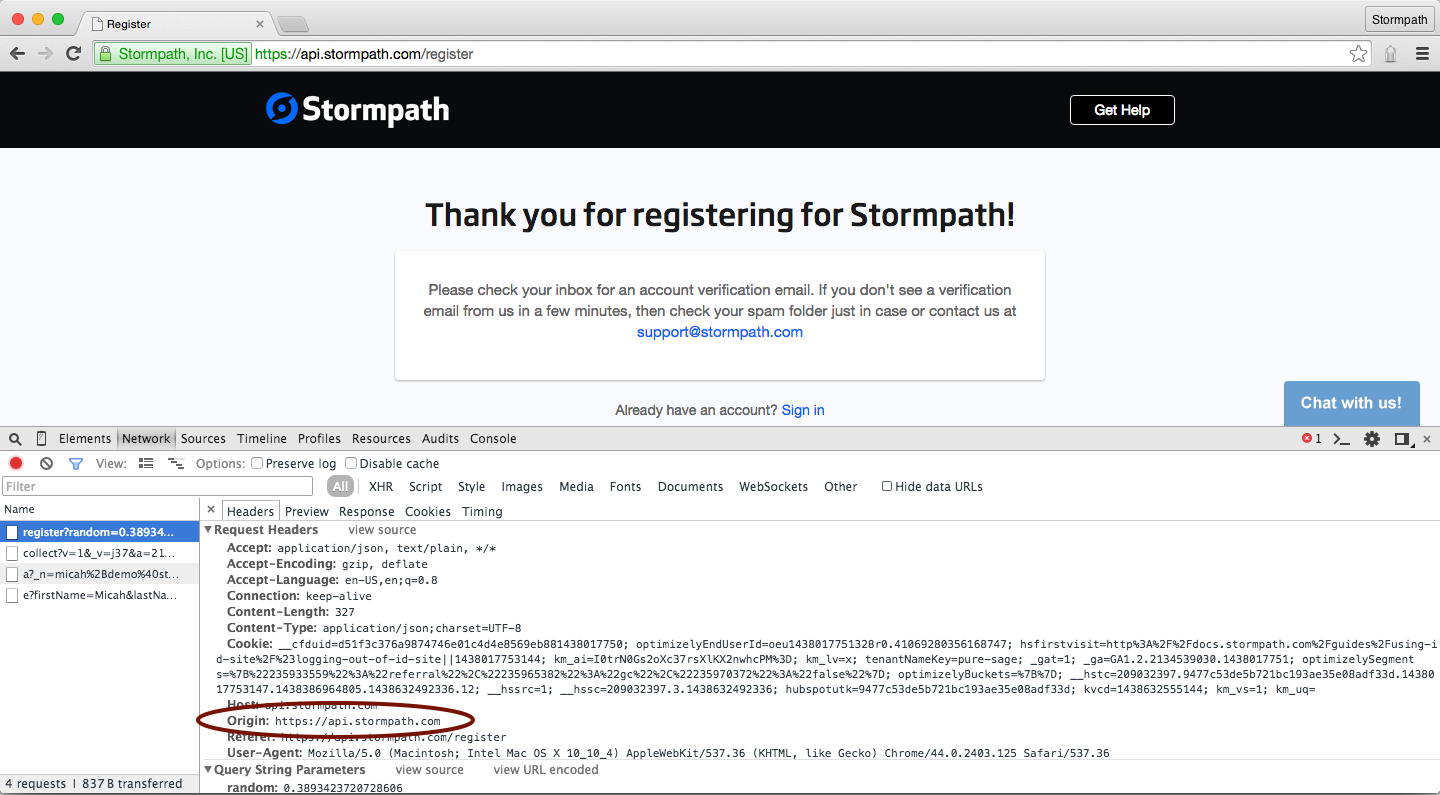 Register
Stormpath
Stormpath, Inc. [US] https://api.stormpath.com/register
Stormpath
Get Help
Thank you for registering for Stormpath!
Please check your inbox for an account verification email. If you don't see a verification
email from us in a few minutes, then check your spam folder just in case or contact us at
support@stormpath.com
Already have an account? Sign in
Chat with us!
Elements Network Sources Timeline Profiles Resources Audits Console
1
View: Options: Preserve log Disable cache
Filter
All XHR Script Style Images Media Fonts Documents WebSockets Other Hide data URLs
Name
Headers Preview Response Cookies Timing
register?random=0.38934...
collect?v=1&_v=j37&a=21...
a?_n=micah%2Bdemo%40st...
e?firstName=Micah&lastNa...
Request Headers view source
Accept: application/json, text/plain, */*
Accept-Encoding: gzip, deflate
Accept-Language: en-US,en;q=0.8
Connection: keep-alive
Content-Length: 327
Content-Type: application/json;charset=UTF-8
Cookie: __cfduid=d51f3c376a9874746e01c4d4e8569eb881438017750; optimizelyEndUserId=oeu1438017751328r0.41069280356168747; hsfirstvisit=http%3A%2F%2Fdocs.stormpath.com%2Fguides%2Fusing-
id-site%2F%23logging-out-of-id-site||1438017753144; km_ai=I0trN0Gs2oXc37rsXlKX2nwhcPM%3D; km_lv=x; tenantNameKey=pure-sage; _gat=1; _ga=GA1.2.2134539030.1438017751; optimizelySegment
s=%7B%22235933559%22%3A%22referral%22%2C%22235965382%22%3A%22gc%22%2C%22235970372%22%3A%22false%22%7D; optimizelyBuckets=%7B%7D; __hstc=209032397.9477c53de5b721bc193ae35e08adf33d.14380
17753147.1438386964805.1438632492336.12; __hssrc=1; __hssc=209032397.3.1438632492336; hubspotutk=9477c53de5b721bc193ae35e08adf33d; kvcd=1438632555144; km_vs=1; km_uq=
Host: api.stormpath.com
Origin: https://api.stormpath.com
Referer: https://api.stormpath.com/register
User-Agent: Mozilla/5.0 (Macintosh; Intel Mac OS X 10_10_4) AppleWebKit/537.36 (KHTML, like Gecko) Chrome/44.0.2403.125 Safari/537.36
Query String Parameters view source view URL encoded
random: 0.3893423720728606
4 requests | 837 B transferred